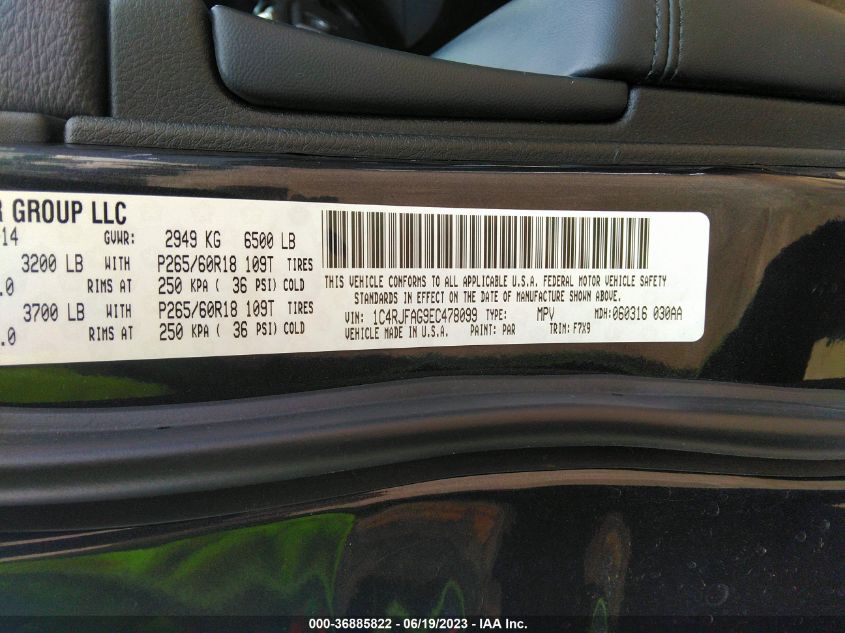 R GROUP LLC
14 GVWR: 2949 KG 6500 LB
3200 LB WITH P265/60R18 109T TIRES
.0 RIMS AT 250 KPA ( 36 PSI) COLD
3700 LB WITH P265/60R18 109T TIRES
.0 RIMS AT 250 KPA ( 36 PSI) COLD
THIS VEHICLE CONFORMS TO ALL APPLICABLE U.S.A. FEDERAL MOTOR VEHICLE SAFETY
STANDARDS IN EFFECT ON THE DATE OF MANUFACTURE SHOWN ABOVE.
VIN: 1C4RJFAG9EC478099 TYPE: MPV MDH: 060316 030AA
VEHICLE MADE IN U.S.A. PAINT: PAR TRIM: F7X9
000-36885822 - 06/19/2023 - IAA Inc.